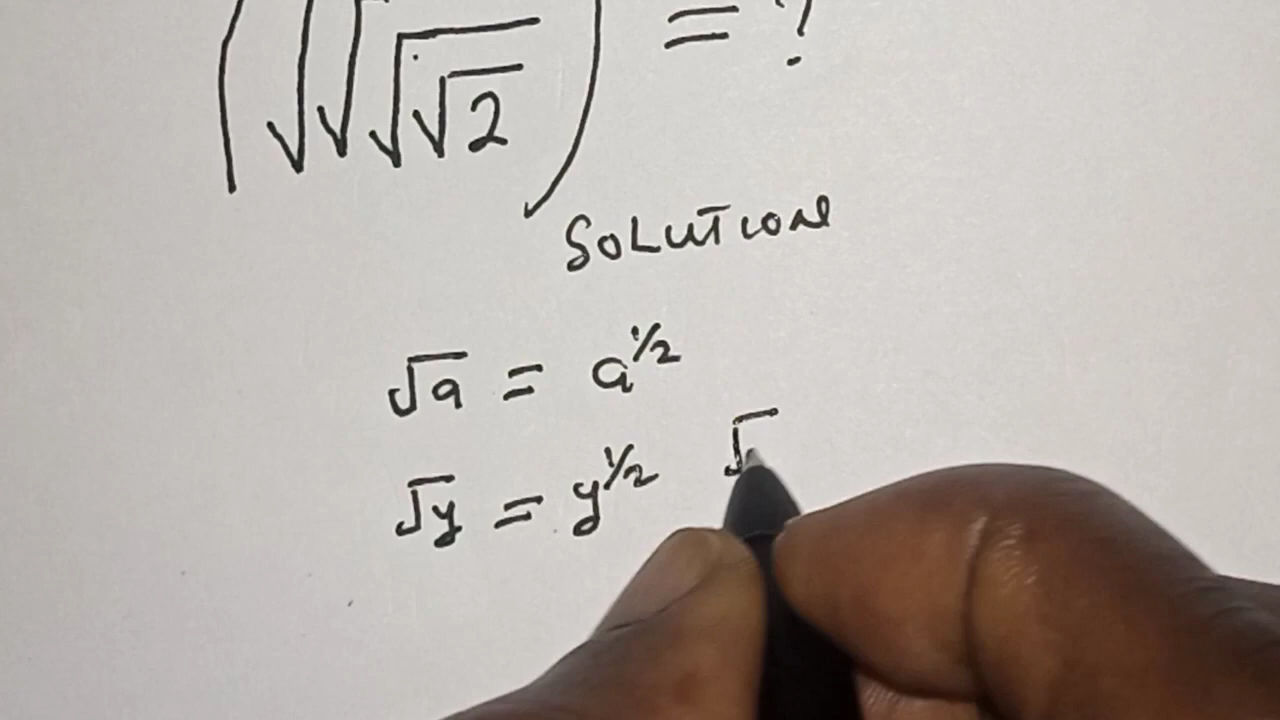 (√√√√2) = ?
SOLUTION
√a = a^1/2
√y = y^1/2 √